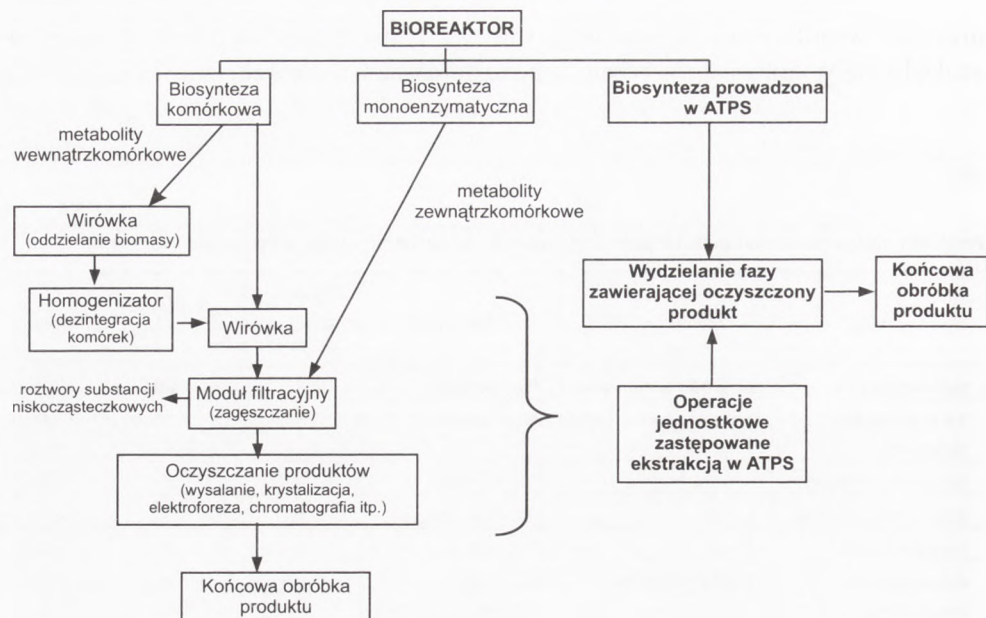 BIOREAKTOR
Biosynteza
komórkowa
Biosynteza
monoenzymatyczna
Biosynteza prowadzona
w ATPS
metabolity
wewnątrzkomórkowe
metabolity
zewnątrzkomórkowe
Wirówka
(oddzielanie biomasy)
Homogenizator
(dezintegracja
komórek)
Wirówka
Wydzielanie fazy
zawierającej oczyszczony
produkt
Końcowa
obróbka
produktu
roztwory substancji
niskocząsteczkowych
Moduł filtracyjny
(zagęszczanie)
Operacje
jednostkowe
zastępowane
ekstrakcją w ATPS
Oczyszczanie produktów
(wysalanie, krystalizacja,
elektroforeza, chromatografia itp.)
Końcowa obróbka
produktu